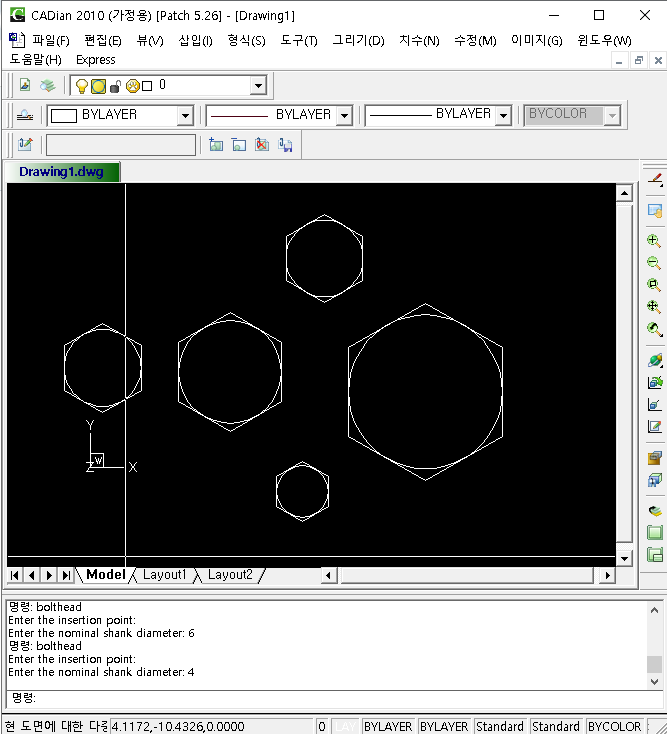 CADian 2010 (가정용) [Patch 5.26] - [Drawing1]
파일(F) 편집(E) 뷰(V) 삽입(I) 형식(S) 도구(T) 그리기(D) 치수(N) 수정(M) 이미지(G) 윈도우(W)
도움말(H) Express
0
BYLAYER BYLAYER BYLAYER BYCOLOR
Drawing1.dwg
Y
W
Z X
Model Layout1 Layout2
명령: bolthead
Enter the insertion point:
Enter the nominal shank diameter: 6
명령: bolthead
Enter the insertion point:
Enter the nominal shank diameter: 4
명령:
현 도면에 대한 다중 4.1172,-10.4326,0.0000 0 LAY BYLAYER BYLAYER Standard Standard BYCOLOR